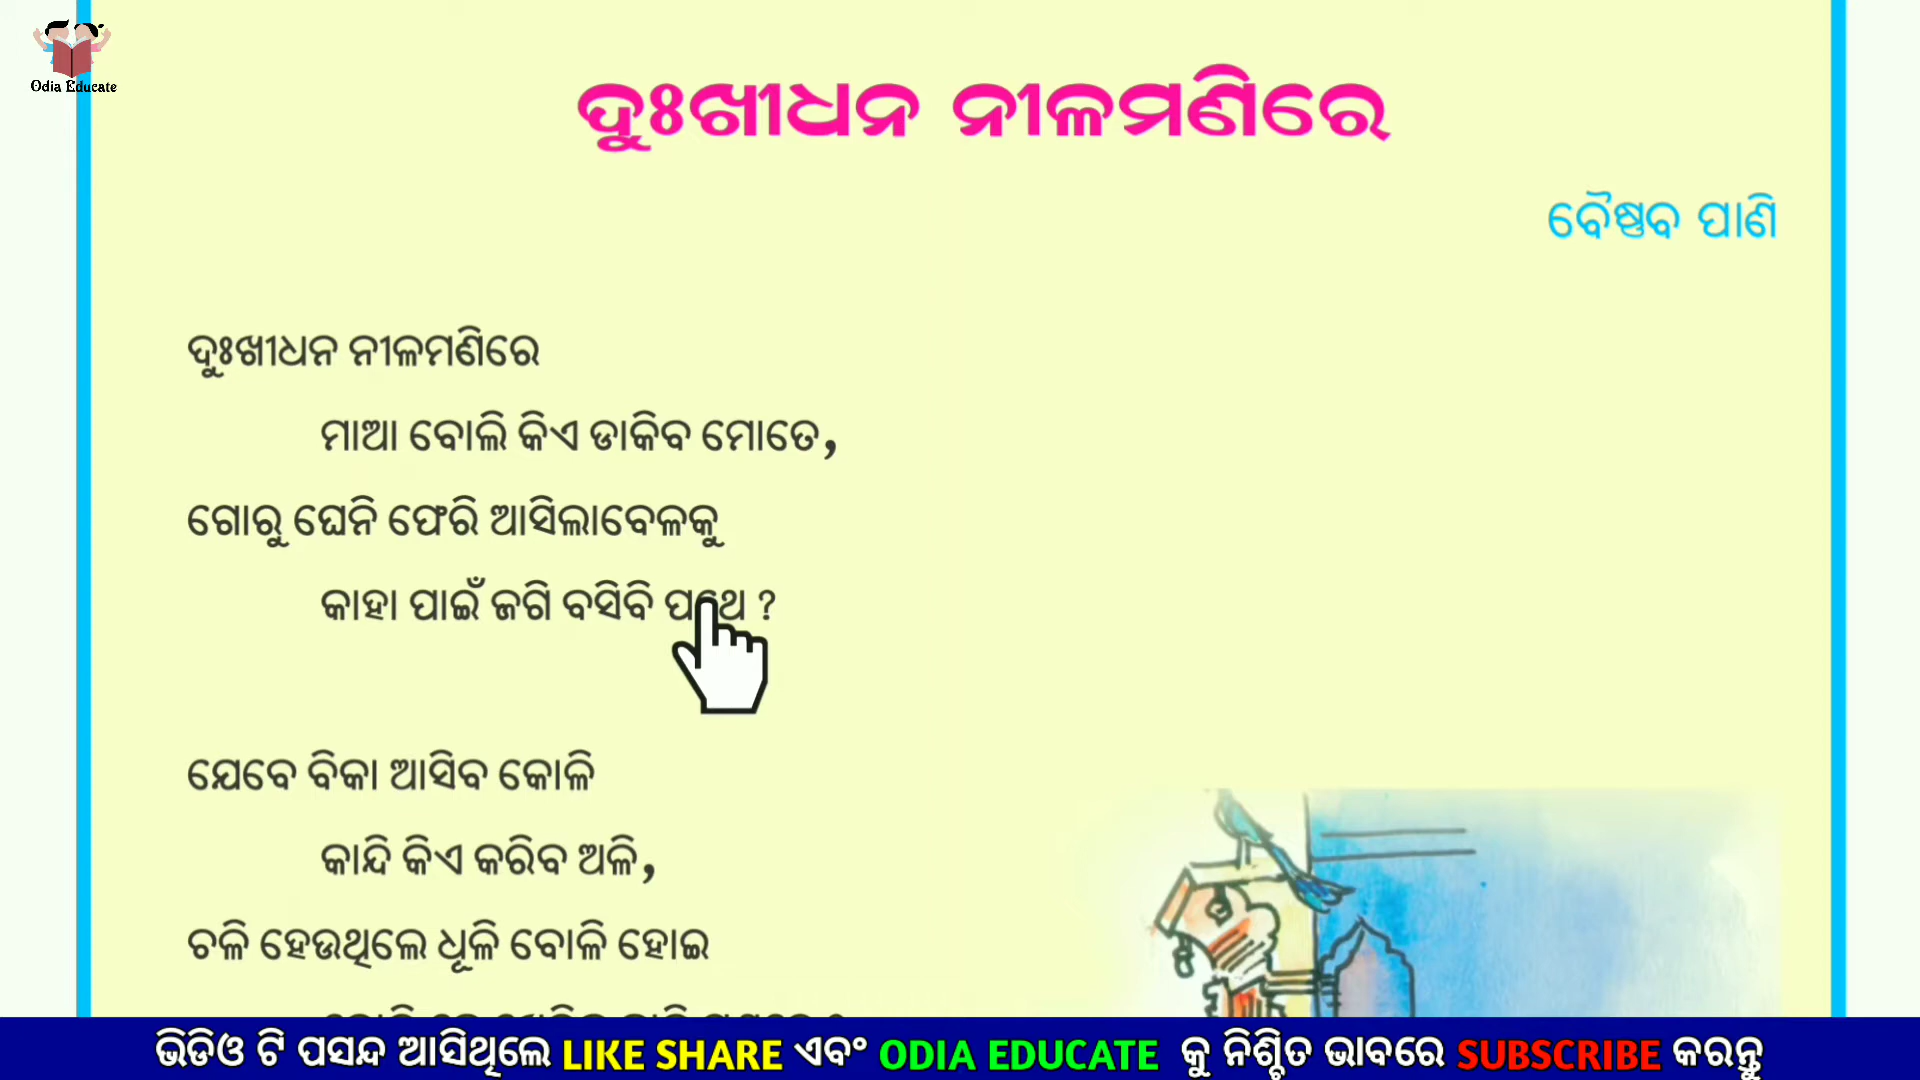 Odia Educate
ଦୁଃଖୀଧନ ନୀଳମଣିରେ
ବୈଷ୍ଣବ ପାଣି
ଦୁଃଖୀଧନ ନୀଳମଣିରେ
ମାଆ ବୋଲି କିଏ ଡାକିବ ମୋତେ,
ଗୋରୁ ଘେନି ଫେରି ଆସିଲାବେଳକୁ
କାହା ପାଇଁ ଜଗି ବସିବି ପଥେ ?
ଯେବେ ବିକା ଆସିବ କୋଳି
କାନ୍ଦି କିଏ କରିବ ଅଳି,
ଚଳି ହେଉଥିଲେ ଧୂଳି ବୋଳି ହୋଇ
ଭିଡିଓ ଟି ପସନ୍ଦ ଆସିଥିଲେ LIKE SHARE ଏବଂ ODIA EDUCATE କୁ ନିଶ୍ଚିତ ଭାବରେ SUBSCRIBE କରନ୍ତୁ